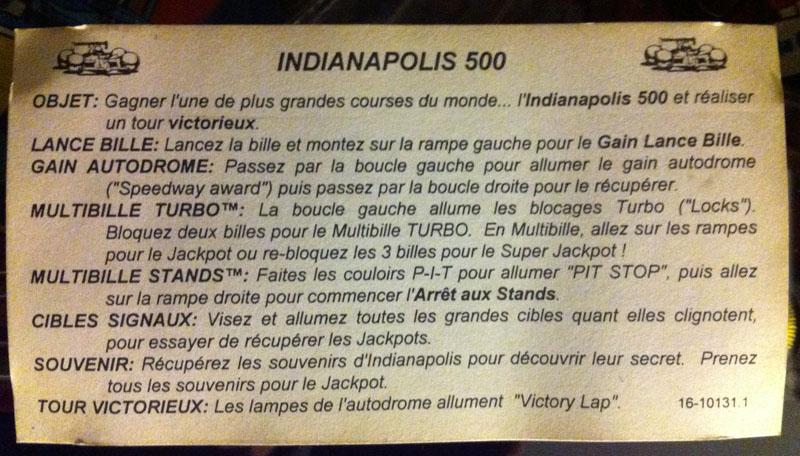 INDIANAPOLIS 500
OBJET: Gagner l'une de plus grandes courses du monde... l'Indianapolis 500 et réaliser
un tour victorieux.
LANCE BILLE: Lancez la bille et montez sur la rampe gauche pour le Gain Lance Bille.
GAIN AUTODROME: Passez par la boucle gauche pour allumer le gain autodrome
("Speedway award") puis passez par la boucle droite pour le récupérer.
MULTIBILLE TURBO™: La boucle gauche allume les blocages Turbo ("Locks").
Bloquez deux billes pour le Multibille TURBO. En Multibille, allez sur les rampes
pour le Jackpot ou re-bloquez les 3 billes pour le Super Jackpot !
MULTIBILLE STANDS™: Faites les couloirs P-I-T pour allumer "PIT STOP", puis allez
sur la rampe droite pour commencer l'Arrêt aux Stands.
CIBLES SIGNAUX: Visez et allumez toutes les grandes cibles quant elles clignotent,
pour essayer de récupérer les Jackpots.
SOUVENIR: Récupérez les souvenirs d'Indianapolis pour découvrir leur secret. Prenez
tous les souvenirs pour le Jackpot.
TOUR VICTORIEUX: Les lampes de l'autodrome allument "Victory Lap". 16-10131.1